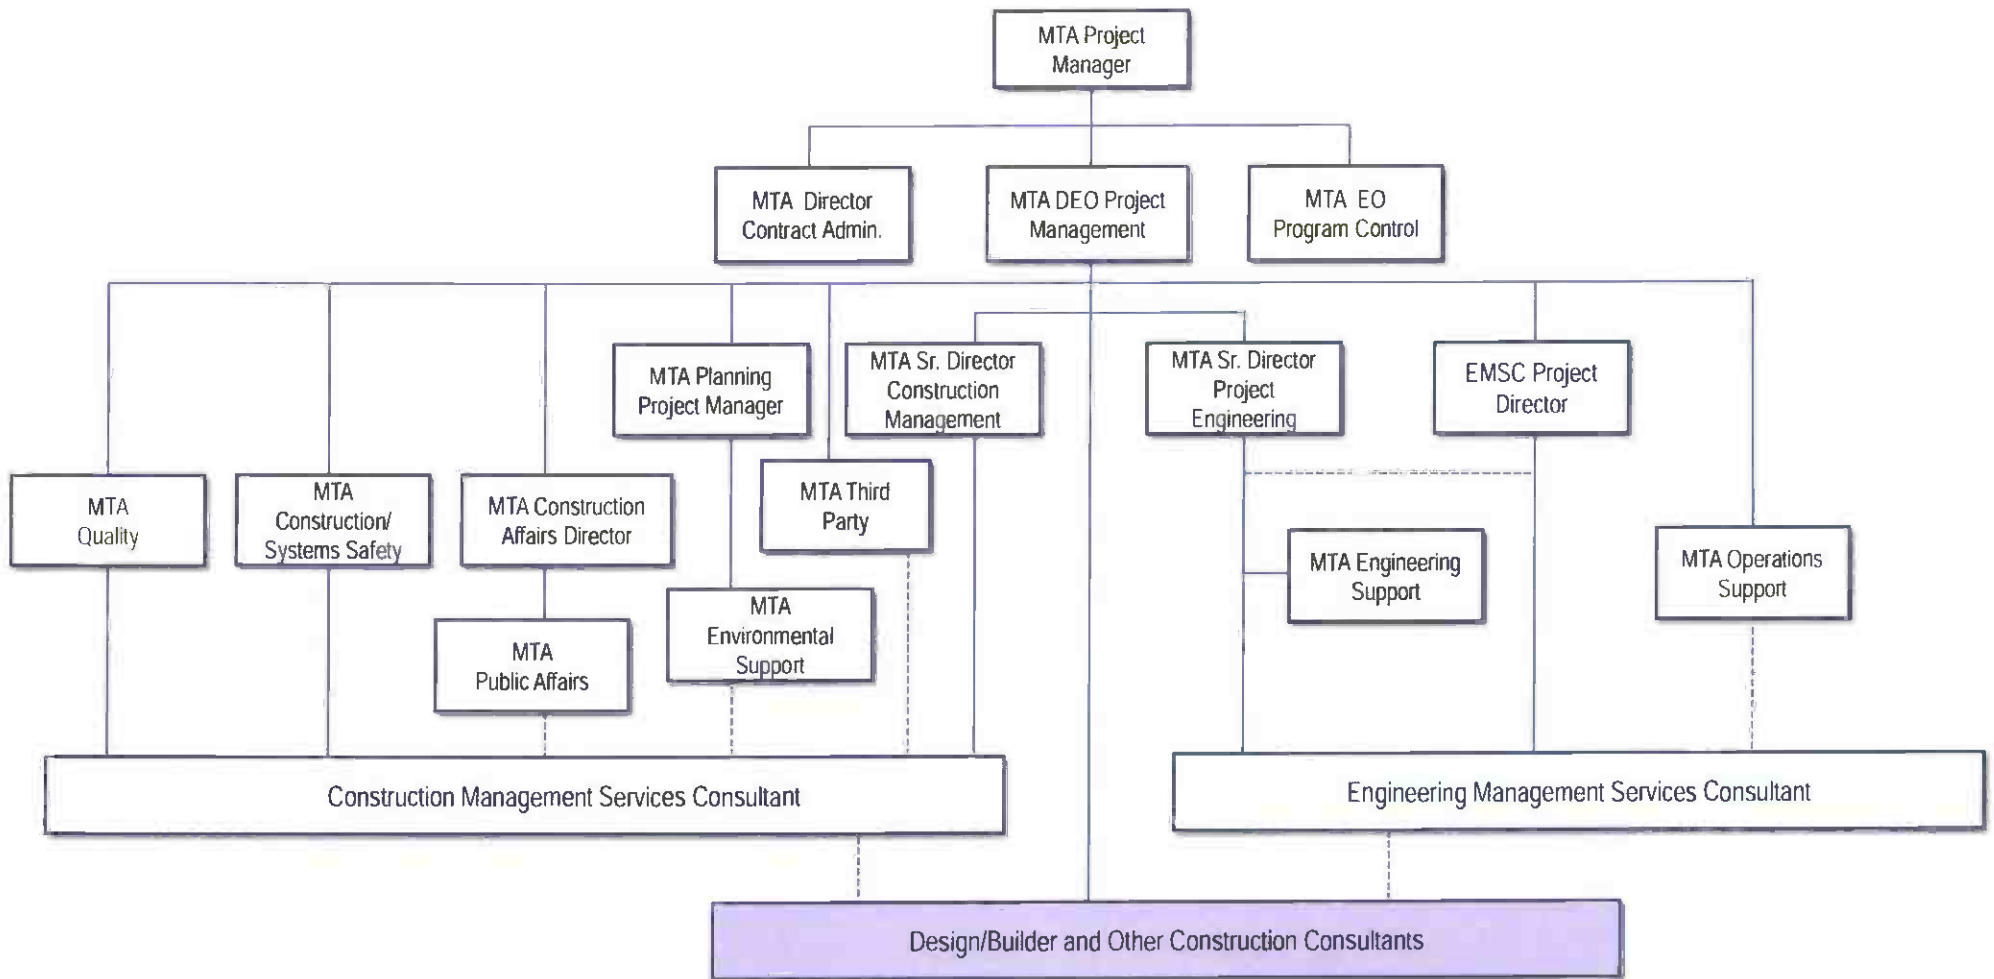 MTA Project
Manager
MTA Director
Contract Admin.
MTA DEO Project
Management
MTA EO
Program Control
MTA Planning
Project Manager
MTA Sr. Director
Construction
Management
MTA Sr. Director
Project
Engineering
EMSC Project
Director
MTA
Quality
MTA
Construction/
Systems Safety
MTA Construction
Affairs Director
MTA Third
Party
MTA Engineering
Support
MTA Operations
Support
MTA
Environmental
Support
MTA
Public Affairs
Construction Management Services Consultant
Engineering Management Services Consultant
Design/Builder and Other Construction Consultants